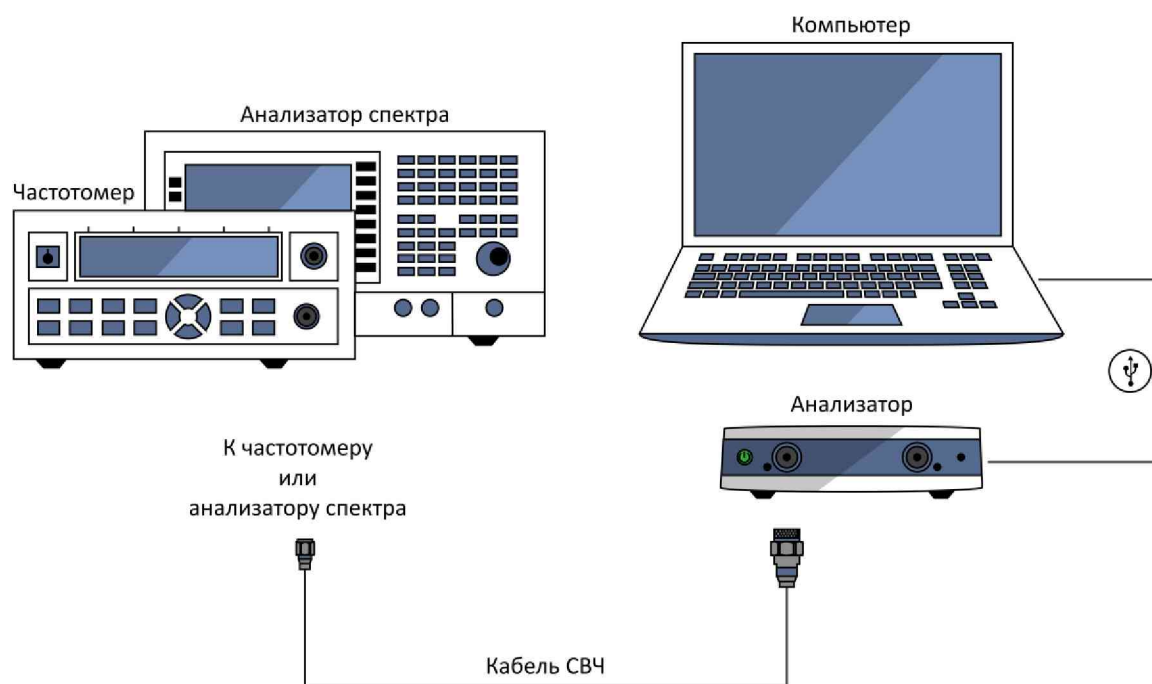 Компьютер
Анализатор спектра
Частотомер
Анализатор
К частотомеру
или
анализатору спектра
Кабель СВЧ